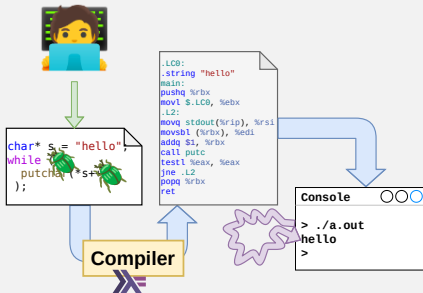 char* s = "hello";
while
putchar(*s++)
);
Compiler
.LC0:
.string "hello"
main:
pushq %rbx
movl $.LC0, %ebx
.L2:
movq stdout(%rip), %rsi
movsbl (%rbx), %edi
addq $1, %rbx
call putc
testl %eax, %eax
jne .L2
popq %rbx
ret
Console
> ./a.out
hello
>